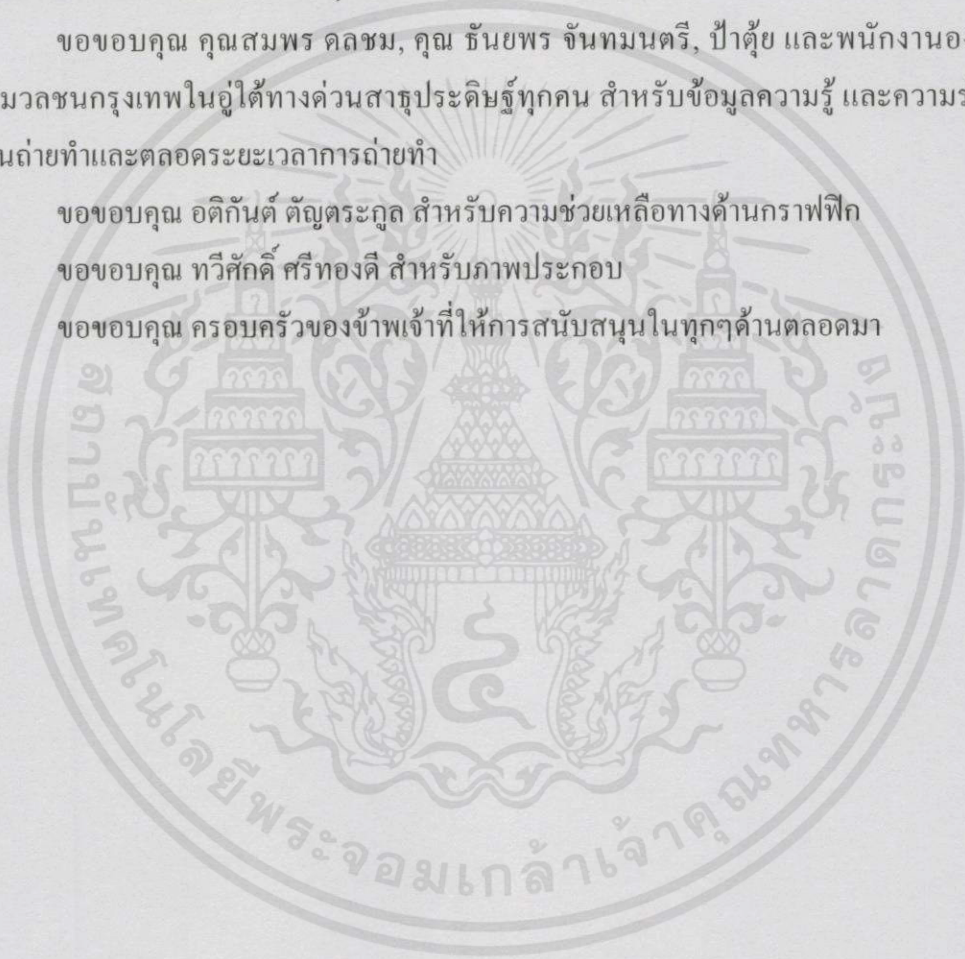 ขอขอบคุณ คุณสมพร ดลชม, คุณ ธันยพร จันทมนตรี, ป้าตุ้ย และพนักงานอง
มวลชนกรุงเทพในอู่ใต้ทางด่วนสาธุประดิษฐ์ทุกคน สำหรับข้อมูลความรู้ และความร
นถ่ายทำและตลอดระยะเวลาการถ่ายทำ
ขอขอบคุณ อติกันต์ ตัญตระกูล สำหรับความช่วยเหลือทางด้านกราฟฟิก
ขอขอบคุณ ทวีศักดิ์ ศรีทองดี สำหรับภาพประกอบ
ขอขอบคุณ ครอบครัวของข้าพเจ้าที่ให้การสนับสนุนในทุกๆด้านตลอดมา
สถาบันเทคโนโลยีพระจอมเกล้าเจ้าคุณทหารลาดกระบัง
๔